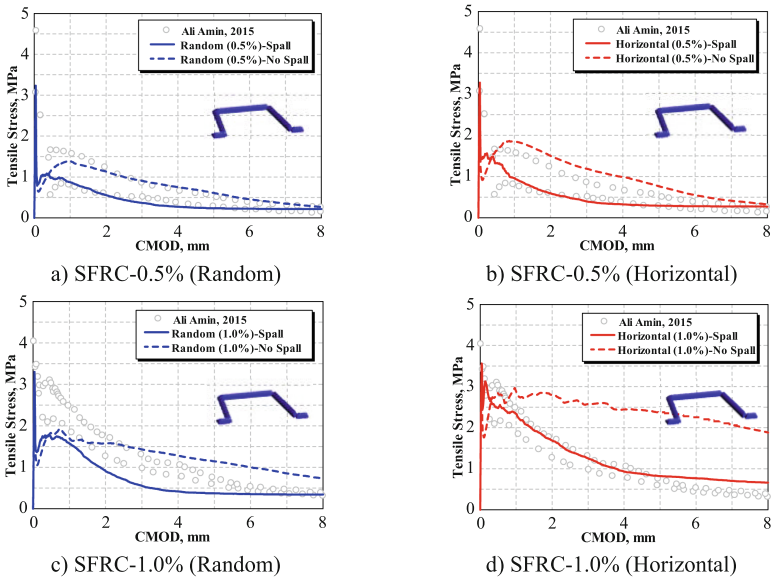 5
4
3
2
1
0
Tensile Stress, MPa
Ali Amin, 2015
Random (0.5%)-Spall
Random (0.5%)-No Spall
0 2 4 6 8
CMOD, mm
a) SFRC-0.5% (Random)
5
4
3
2
1
0
Tensile Stress, MPa
Ali Amin, 2015
Horizontal (0.5%)-Spall
Horizontal (0.5%)-No Spall
0 2 4 6 8
CMOD, mm
b) SFRC-0.5% (Horizontal)
5
4
3
2
1
0
Tensile Stress, MPa
Ali Amin, 2015
Random (1.0%)-Spall
Random (1.0%)-No Spall
0 2 4 6 8
CMOD, mm
c) SFRC-1.0% (Random)
5
4
3
2
1
0
Tensile Stress, MPa
Ali Amin, 2015
Horizontal (1.0%)-Spall
Horizontal (1.0%)-No Spall
0 2 4 6 8
CMOD, mm
d) SFRC-1.0% (Horizontal)